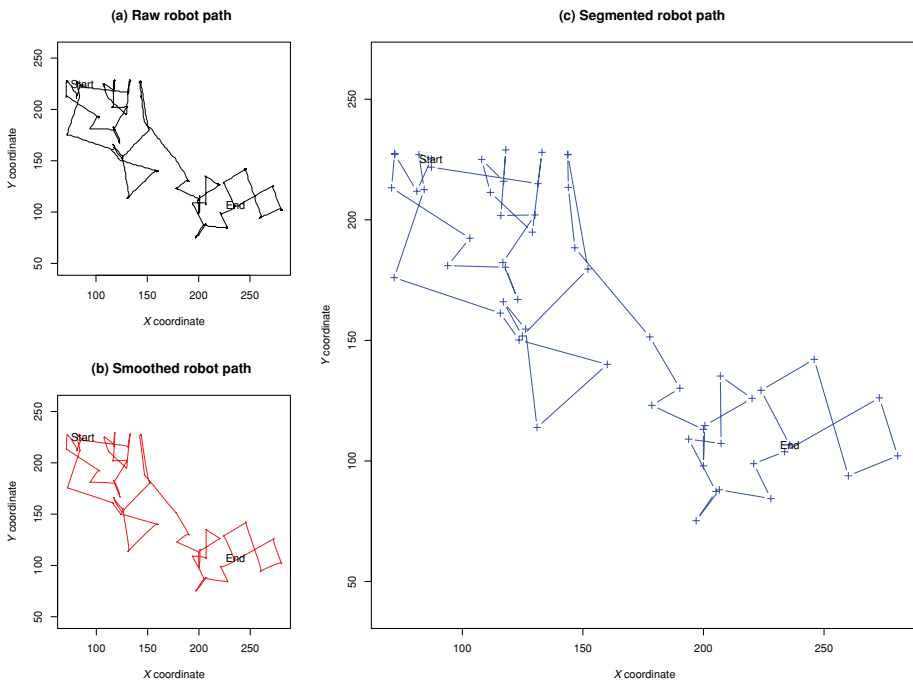 (a) Raw robot path
Start
End
250
200
150
100
50
Y coordinate
100 150 200 250
X coordinate
(b) Smoothed robot path
Start
End
250
200
150
100
50
Y coordinate
100 150 200 250
X coordinate
(c) Segmented robot path
Start
End
250
200
150
100
50
Y coordinate
100 150 200 250
X coordinate